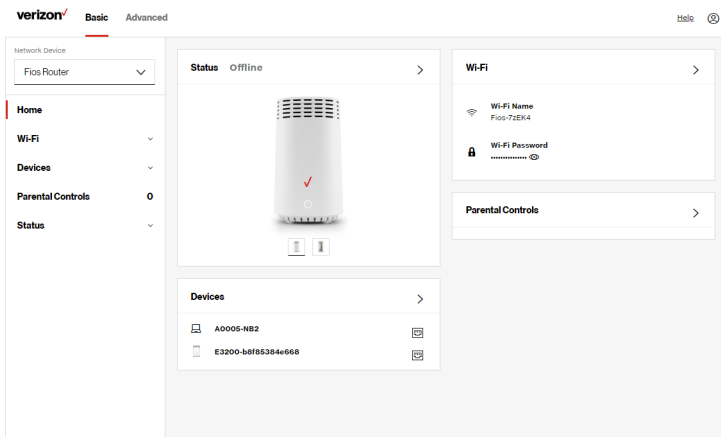 verizon
Basic
Advanced
Help
Network Device
Fios Router
Home
Wi-Fi
Devices
Parental Controls 0
Status
Status Offline
Devices
A0005-NB2
E3200-b8f85384e668
Wi-Fi
Wi-Fi Name
Fios-7zEK4
Wi-Fi Password
••••••••••••••••
Parental Controls